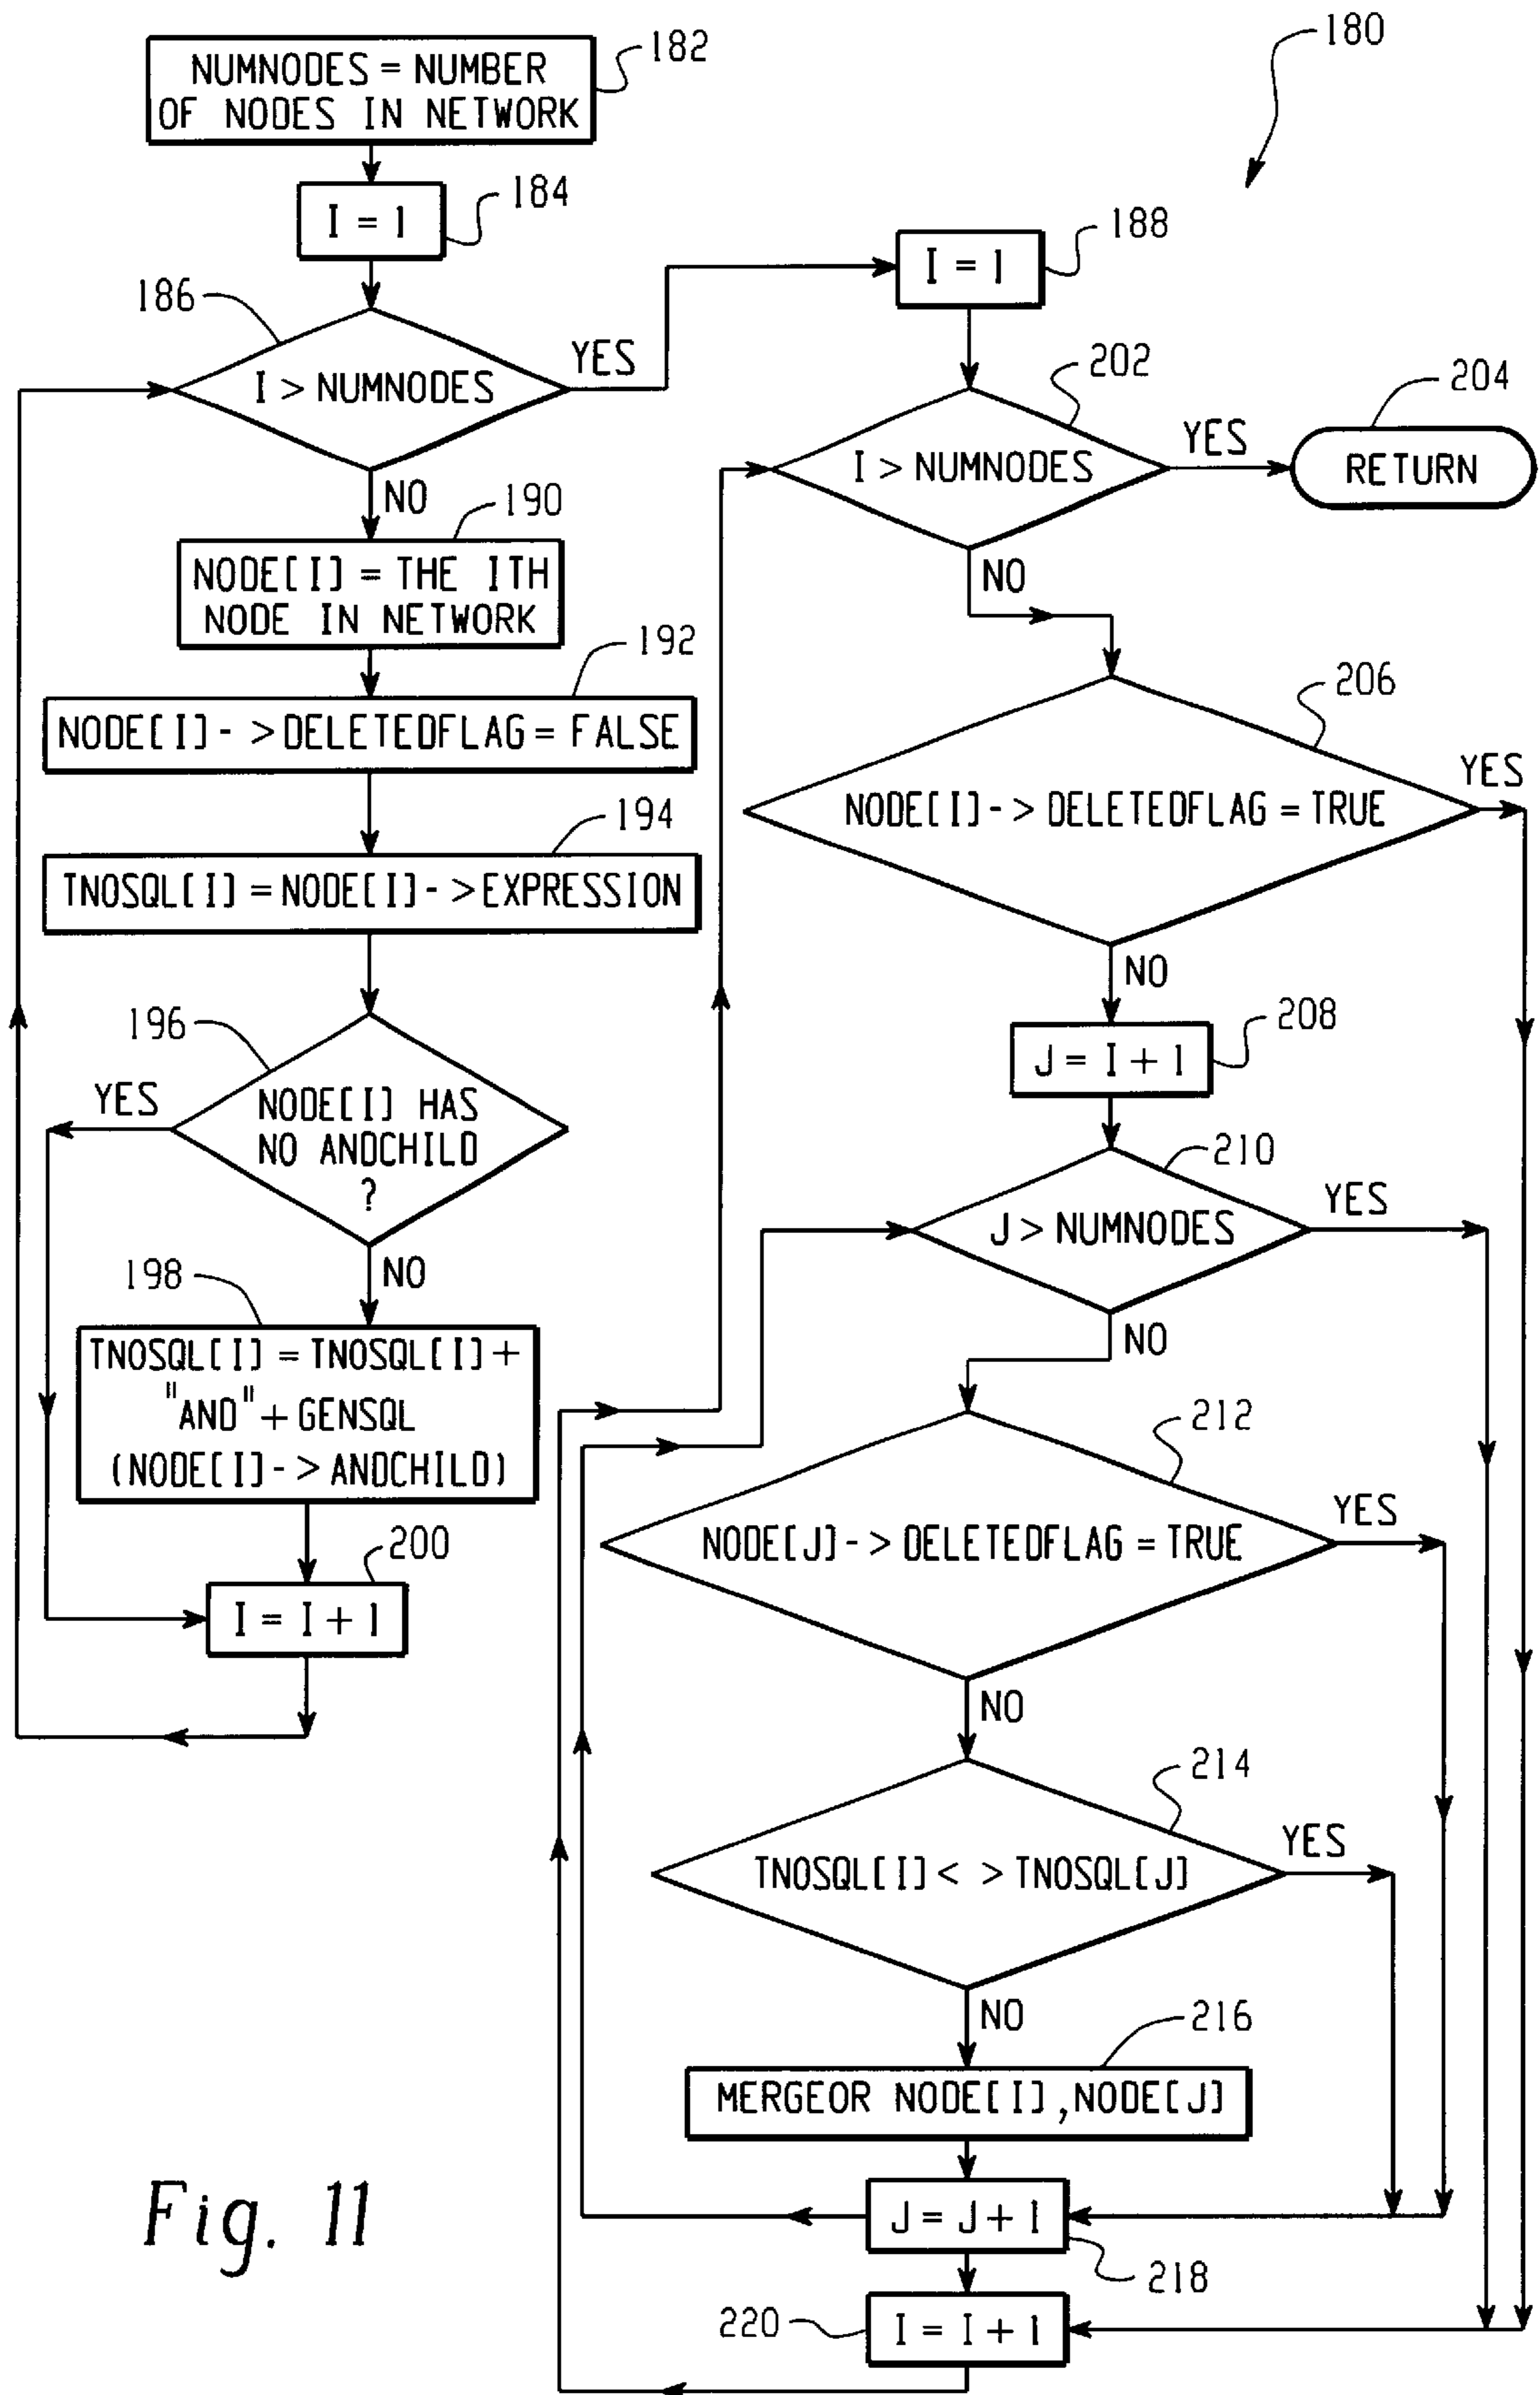 180
NUMNODES = NUMBER
OF NODES IN NETWORK
182
I = 1
184
186
I > NUMNODES
YES
NO
190
NODE[I] = THE ITH
NODE IN NETWORK
192
NODE[I]- >DELETEDFLAG = FALSE
194
TNOSQL[I] = NODE[I]- >EXPRESSION
196
YES
NODE[I] HAS
NO ANDCHILD
?
NO
198
TNOSQL[I] = TNOSQL[I] +
"AND" + GENSQL
(NODE[I]- > ANDCHILD)
200
I = I + 1
I = 1
188
202
I > NUMNODES
YES
204
RETURN
NO
206
NODE[I]- > DELETEDFLAG = TRUE
YES
NO
J = I + 1
208
210
J > NUMNODES
YES
NO
212
NODE[J]- > DELETEDFLAG = TRUE
YES
NO
214
TNOSQL[I] < > TNOSQL[J]
YES
NO
216
MERGEOR NODE[I],NODE[J]
J = J + 1
218
220
I = I + 1
Fig. 11